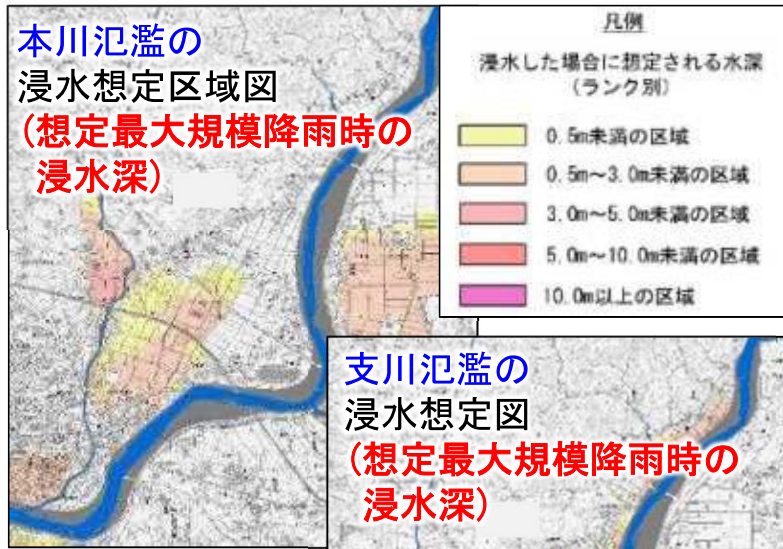 本川氾濫の
浸水想定区域図
(想定最大規模降雨時の
浸水深)
凡例
浸水した場合に想定される水深
(ランク別)
0.5m未満の区域
0.5m～3.0m未満の区域
3.0m～5.0m未満の区域
5.0m～10.0m未満の区域
10.0m以上の区域
支川氾濫の
浸水想定図
(想定最大規模降雨時の
浸水深)